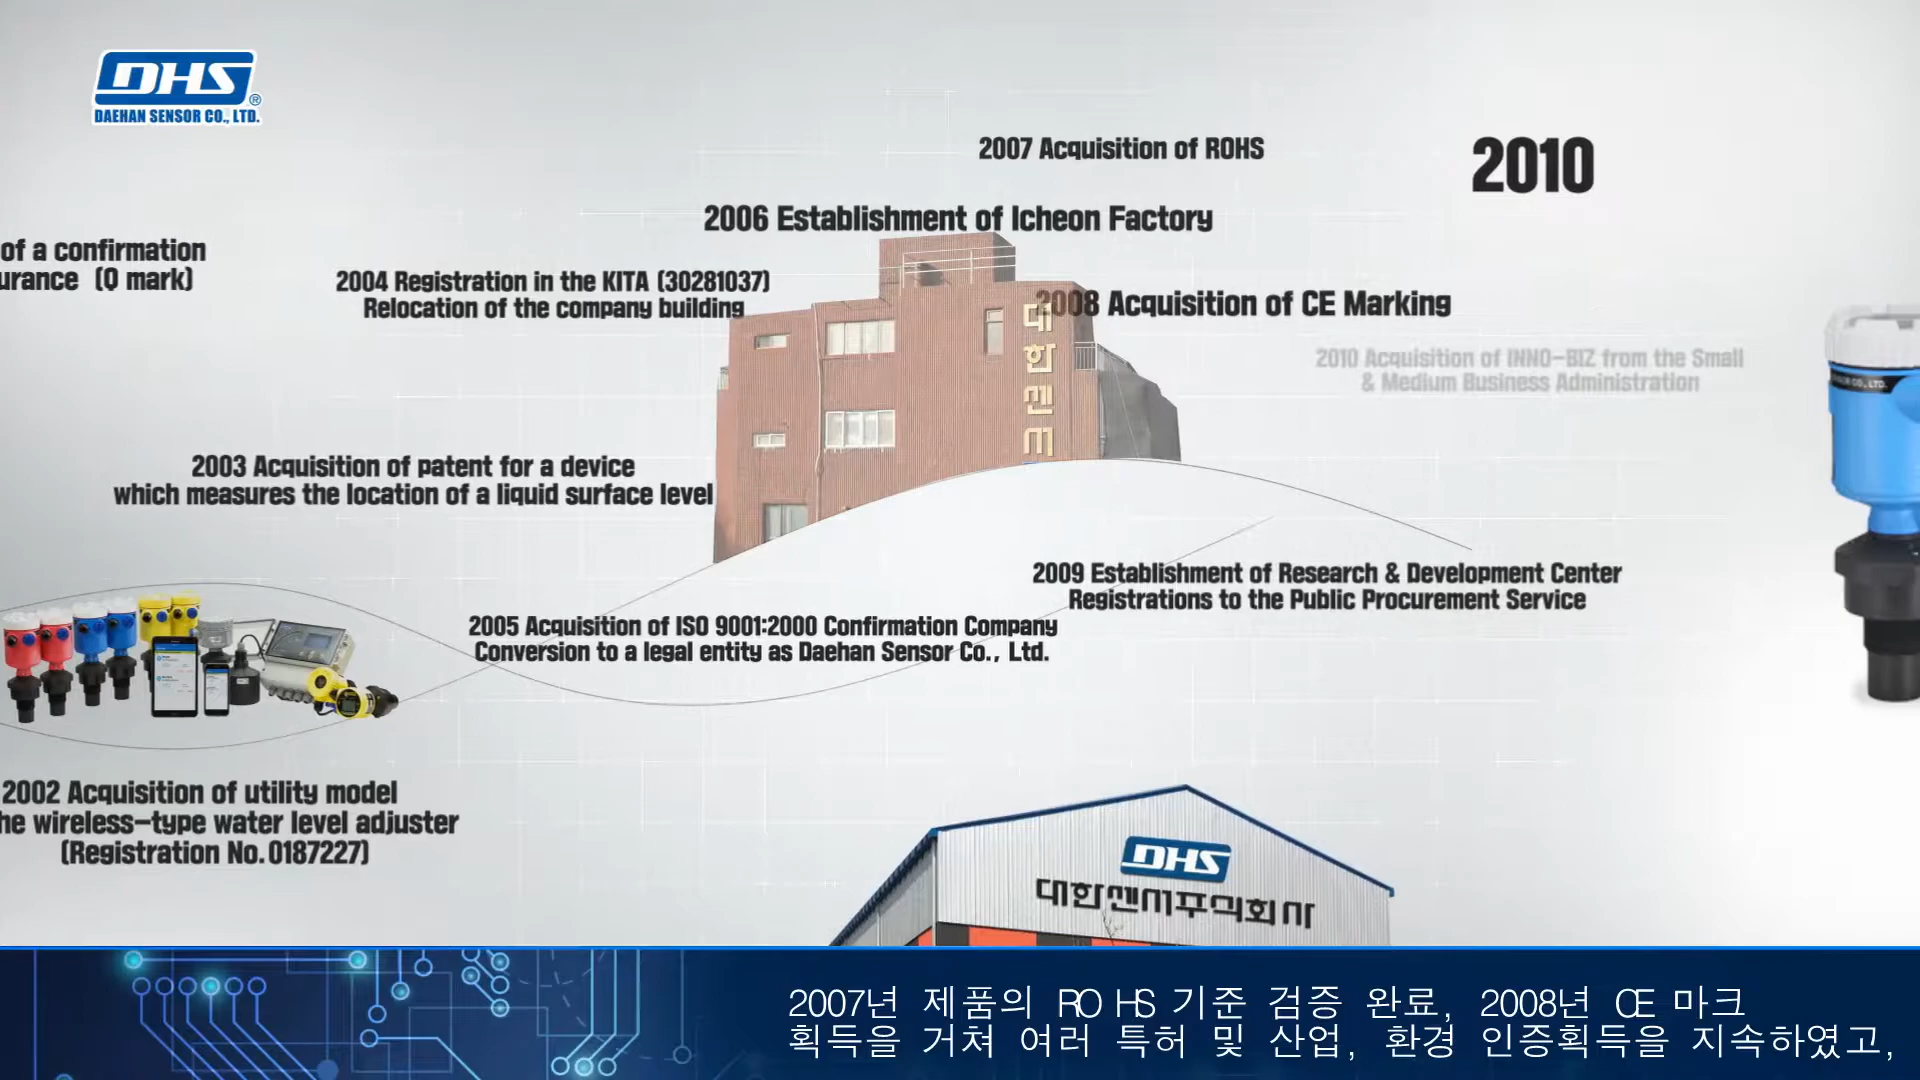 DHS®
DAEHAN SENSOR CO., LTD.
2007 Acquisition of ROHS
2010
2006 Establishment of Icheon Factory
of a confirmation
urance (Q mark)
2004 Registration in the KITA (30281037)
Relocation of the company building
2008 Acquisition of CE Marking
대한센서
2010 Acquisition of INNO-BIZ from the Small
& Medium Business Administration
CO., LTD.
2003 Acquisition of patent for a device
which measures the location of a liquid surface level
2009 Establishment of Research & Development Center
Registrations to the Public Procurement Service
2005 Acquisition of ISO 9001:2000 Confirmation Company
Conversion to a legal entity as Daehan Sensor Co., Ltd.
2002 Acquisition of utility model
he wireless-type water level adjuster
(Registration No. 0187227)
DHS
대한센서주식회사
2007년 제품의 ROHS 기준 검증 완료, 2008년 CE 마크
획득을 거쳐 여러 특허 및 산업, 환경 인증획득을 지속하였고,